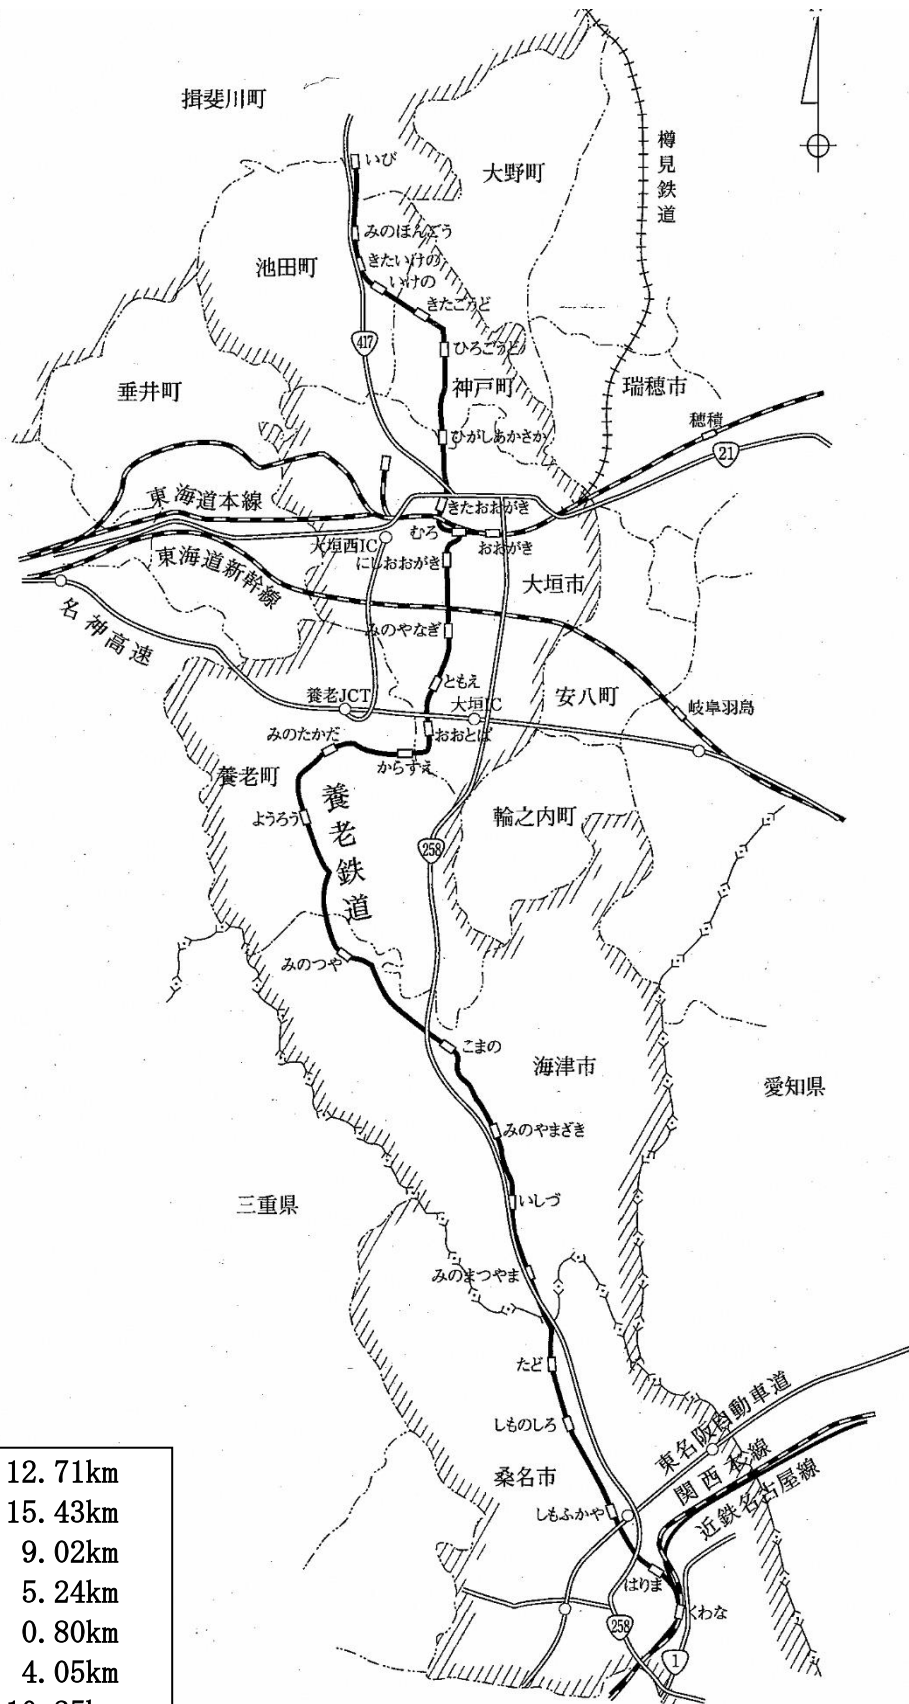 揖斐川町
大野町
樽見鉄道
いび
みのほんごう
池田町
きたいけの
いけの
きたごうど
417
ひろごうど
垂井町
神戸町
瑞穂市
穂積
ひがしあかさか
21
東海道本線
きたおおがき
むろ
おおがき
大垣西IC
にしおおがき
東海道新幹線
大垣市
名神高速
みのやなぎ
ともえ
養老JCT
大垣IC
安八町
岐阜羽島
おおとば
みのたかだ
からすえ
養老町
ようろう
養老鉄道
輪之内町
258
みのつや
こまの
海津市
愛知県
みのやまざき
三重県
いしづ
みのまつやま
たど
しものしろ
東名阪自動車道
関西本線
近鉄名古屋線
桑名市
しもふかや
はりま
くわな
258
1
12.71km
15.43km
9.02km
5.24km
0.80km
4.05km